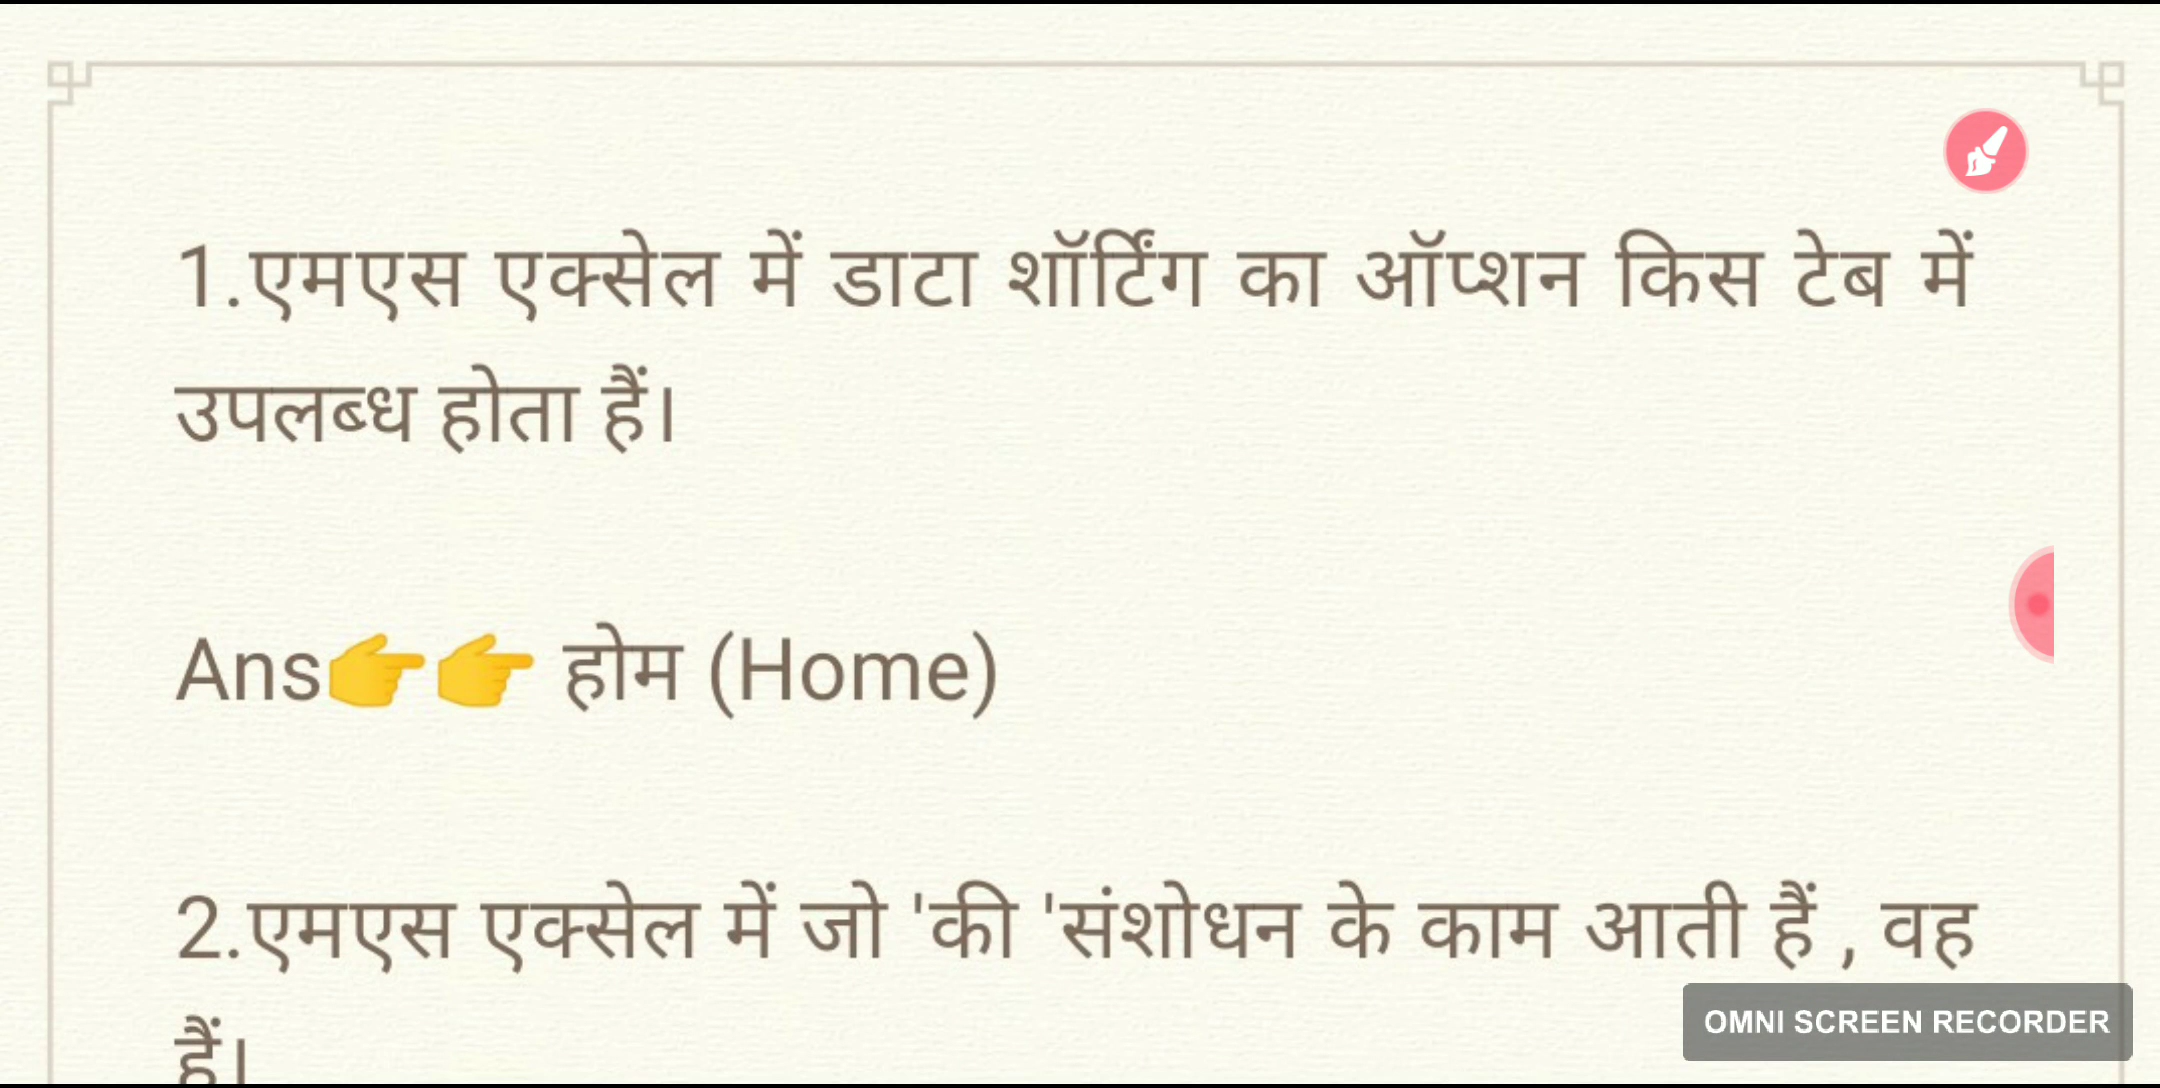 1.एमएस एक्सेल में डाटा शॉर्टिंग का ऑप्शन किस टेब में
उपलब्ध होता हैं।
Ans👉👉 होम (Home)
2.एमएस एक्सेल में जो 'की 'संशोधन के काम आती हैं , वह
हैं।
OMNI SCREEN RECORDER